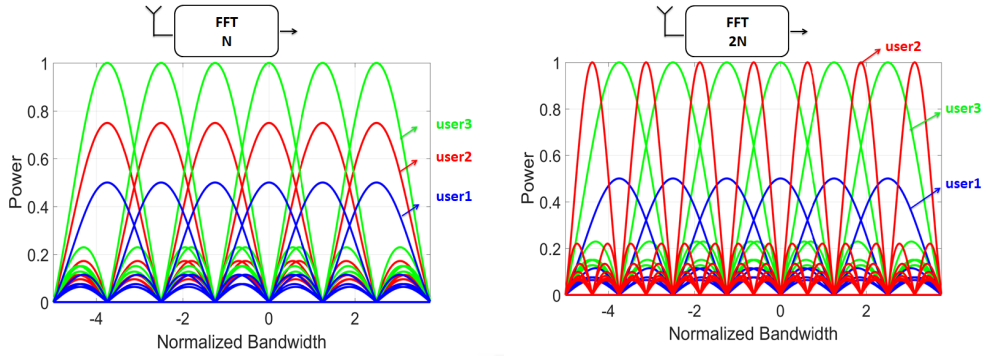 FFT
N
1
0.8
0.6
0.4
0.2
0
Power
user3
user2
user1
-4
-2
0
2
Normalized Bandwidth
FFT
2N
user2
1
0.8
0.6
0.4
0.2
0
Power
user3
user1
-4
-2
0
2
Normalized Bandwidth